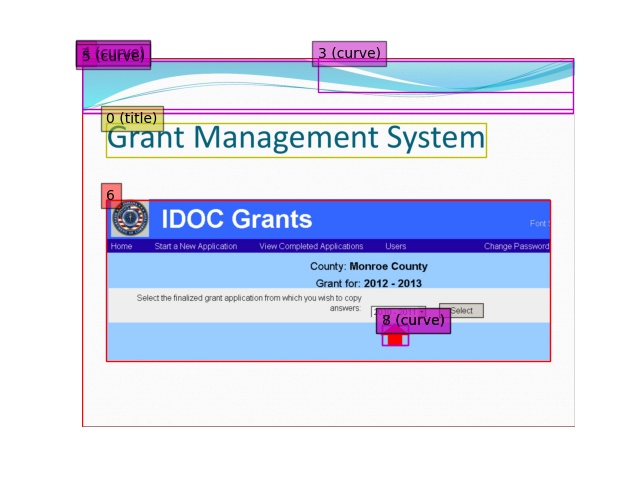 3 (curve)
5 (curve)
0 (title)
Grant Management System
6
IDOC Grants
Font
Home Start a New Application View Completed Applications Users Change Password
County: Monroe County
Grant for: 2012 - 2013
Select the finalized grant application from which you wish to copy
answers:
Select
8 (curve)